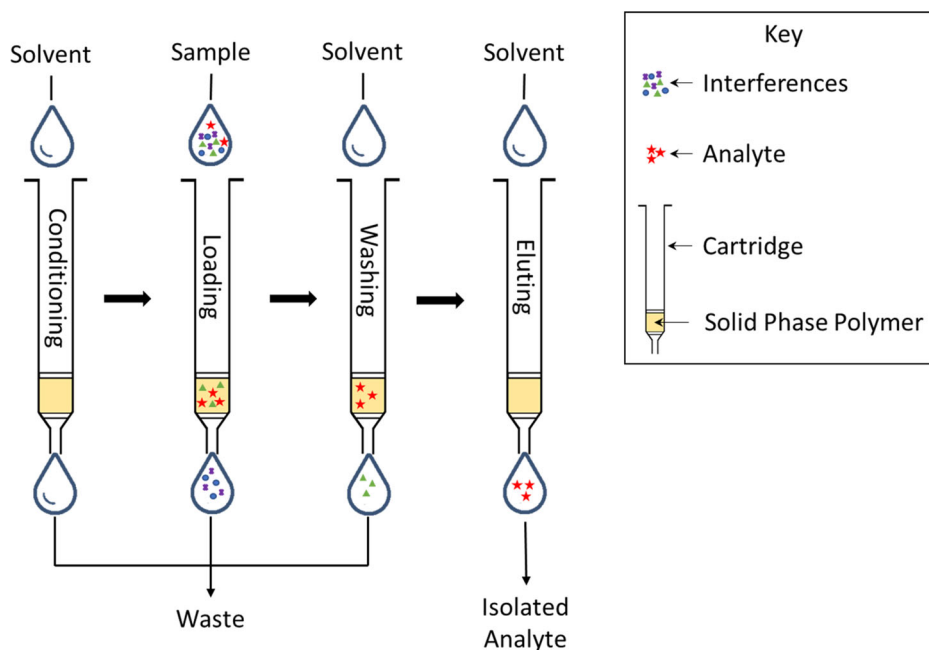 Solvent
Sample
Solvent
Solvent
Conditioning
Loading
Washing
Eluting
Waste
Isolated
Analyte
Key
Interferences
Analyte
Cartridge
Solid Phase Polymer